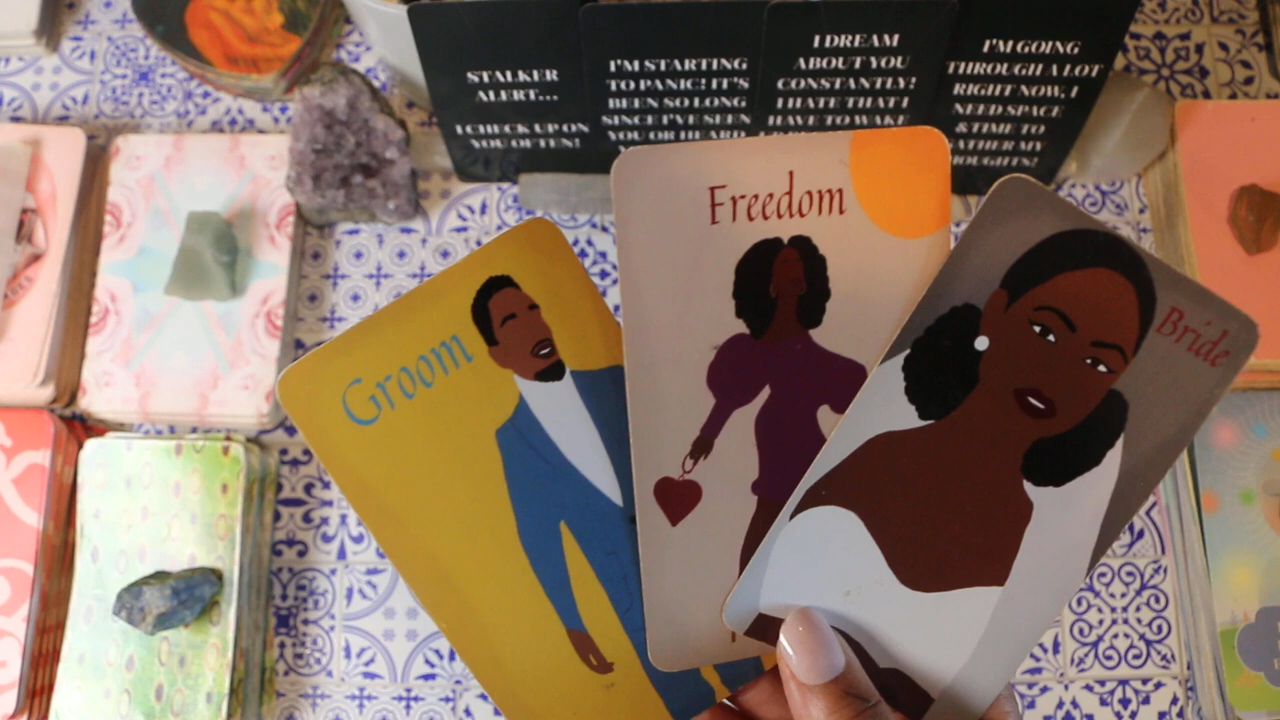 STALKER
ALERT...
I CHECK UP ON
YOU OFTEN!
I'M STARTING
TO PANIC! IT'S
BEEN SO LONG
SINCE I'VE SEEN
YOU OR HEARD
I DREAM
ABOUT YOU
CONSTANTLY!
I HATE THAT I
HAVE TO WAKE
I'M GOING
THROUGH A LOT
RIGHT NOW, I
NEED SPACE
& TIME TO
GATHER MY
THOUGHTS!
Freedom
Groom
Bride